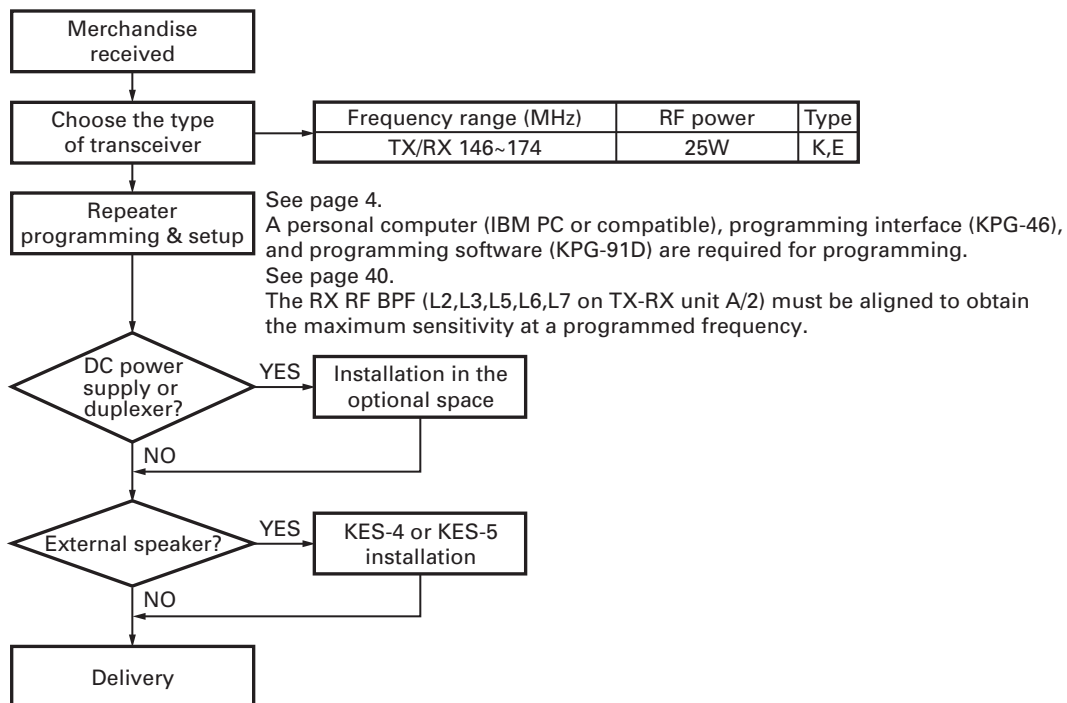 Merchandise
received
Choose the type
of transceiver
Frequency range (MHz) RF power Type
TX/RX 146~174 25W K,E
Repeater
programming & setup
See page 4.
A personal computer (IBM PC or compatible), programming interface (KPG-46),
and programming software (KPG-91D) are required for programming.
See page 40.
The RX RF BPF (L2,L3,L5,L6,L7 on TX-RX unit A/2) must be aligned to obtain
the maximum sensitivity at a programmed frequency.
DC power
supply or
duplexer?
YES
Installation in the
optional space
NO
External speaker?
YES
KES-4 or KES-5
installation
NO
Delivery